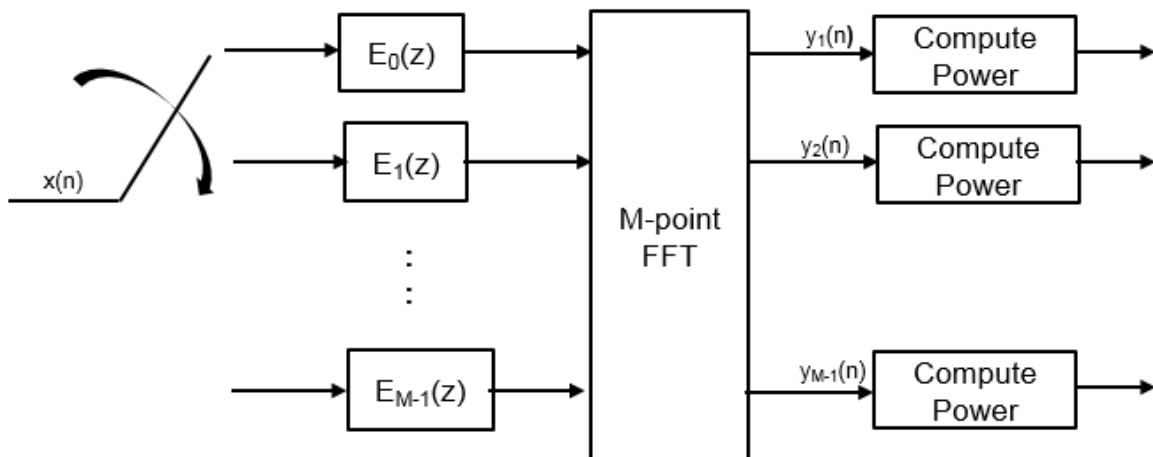 E0(z)
y1(n)
Compute
Power
x(n)
E1(z)
y2(n)
Compute
Power
M-point
FFT
EM-1(z)
yM-1(n)
Compute
Power